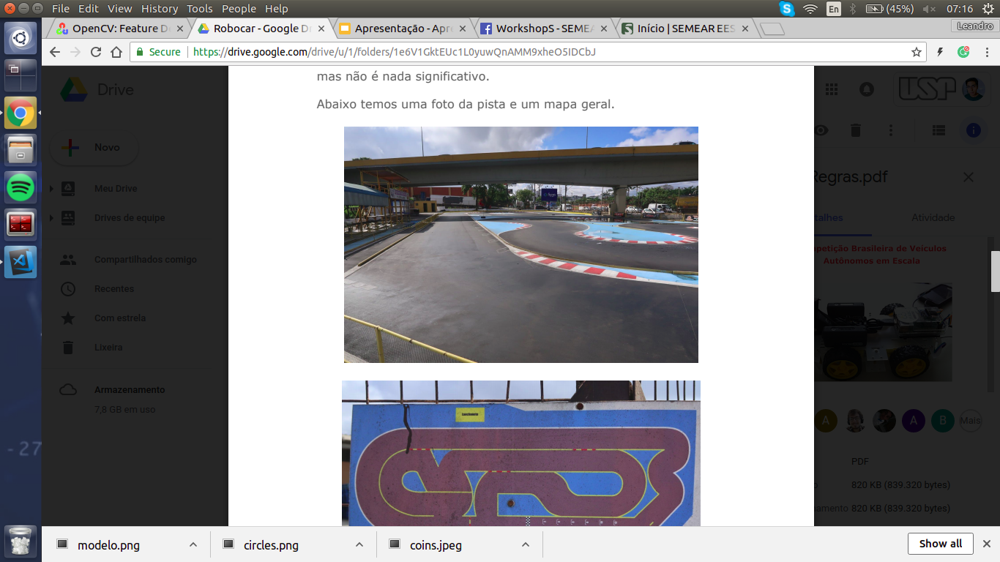 File Edit View History Tools People Help
En (45%) 07:16
OpenCV: Feature D
Robocar - Google Dr
Apresentação - Apre
WorkshopS - SEMEA
Início | SEMEAR EES
Leandro
Secure https://drive.google.com/drive/u/1/folders/1e6V1GktEUc1L0yuwQnAMM9xheO5IDCbJ
mas não é nada significativo.
Abaixo temos uma foto da pista e um mapa geral.
Drive
USP
Novo
Meu Drive
Drives de equipe
Compartilhados comigo
Recentes
Com estrela
Lixeira
Armazenamento
7,8 GB em uso
Regras.pdf
talhes Atividade
petição Brasileira de Veículos
Autônomos em Escala
Lanchonete
A A B Mais
PDF
820 KB (839.320 bytes)
amento 820 KB (839.320 bytes)
- 27
modelo.png
circles.png
coins.jpeg
Show all